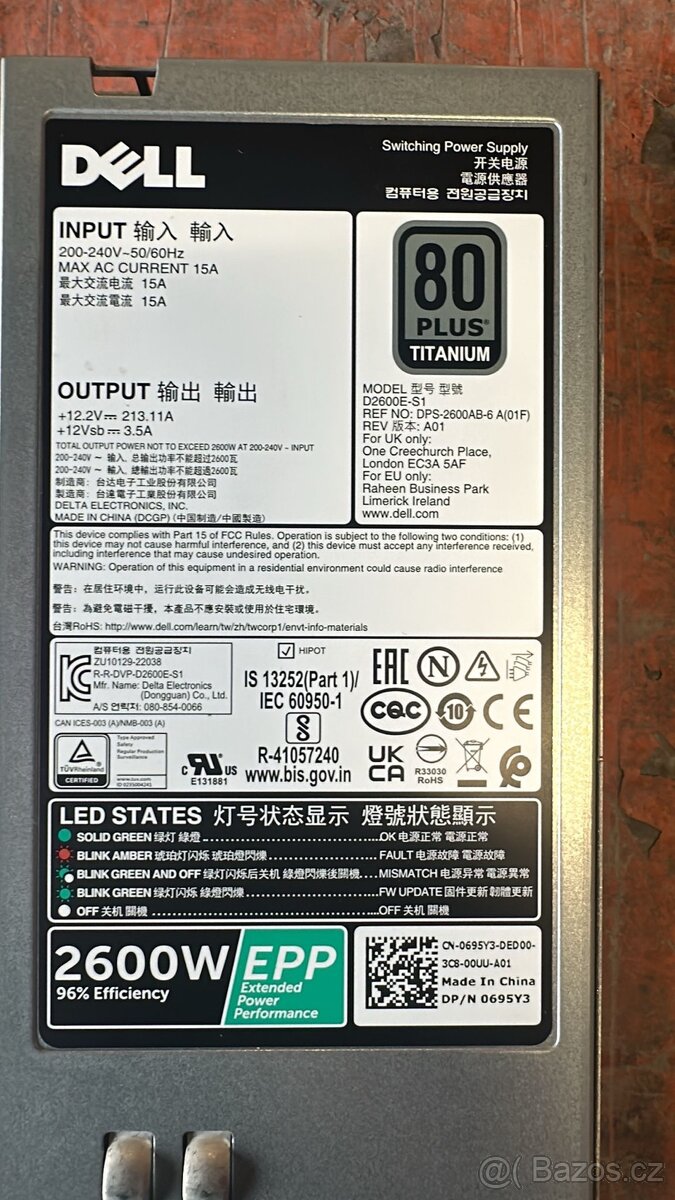 DELL
Switching Power Supply
开关电源
電源供應器
컴퓨터용 전원공급장치
INPUT 输入 輸入
200-240V~50/60Hz
MAX AC CURRENT 15A
最大交流电流 15A
最大交流電流 15A
80
PLUS®
TITANIUM
OUTPUT 输出 輸出
+12.2V⎓ 213.11A
+12Vsb⎓ 3.5A
TOTAL OUTPUT POWER NOT TO EXCEED 2600W AT 200-240V ~ INPUT
200-240V ~ 输入, 总输出功率不能超过2600瓦
200-240V ~ 輸入, 總輸出功率不能超過2600瓦
制造商: 台达电子工业股份有限公司
製造商: 台達電子工業股份有限公司
DELTA ELECTRONICS, INC.
MADE IN CHINA (DCGP) (中国制造/中國製造)
MODEL 型号 型號
D2600E-S1
REF NO: DPS-2600AB-6 A(01F)
REV 版本: A01
For UK only:
One Creechurch Place,
London EC3A 5AF
For EU only:
Raheen Business Park
Limerick Ireland
www.dell.com
This device complies with Part 15 of FCC Rules. Operation is subject to the following two conditions: (1)
this device may not cause harmful interference, and (2) this device must accept any interference received,
including interference that may cause undesired operation.
WARNING: Operation of this equipment in a residential environment could cause radio interference
警告: 在居住环境中, 运行此设备可能会造成无线电干扰。
警告: 為避免電磁干擾, 本產品不應安裝或使用於住宅環境。
台灣RoHS: http://www.dell.com/learn/tw/zh/twcorp1/envt-info-materials
컴퓨터용 전원공급장치
ZU10129-22038
R-R-DVP-D2600E-S1
Mfr. Name: Delta Electronics
(Dongguan) Co., Ltd.
A/S 연락처: 080-854-0066
CAN ICES-003 (A)/NMB-003 (A)
HIPOT
IS 13252(Part 1)/
IEC 60950-1
R-41057240
www.bis.gov.in
EAC
N
CQC
10
CE
UK
CA
R33030
RoHS
TÜVRheinland
CERTIFIED
Type Approved
Safety
Regular Production
Surveillance
www.tuv.com
ID 0235004241
c UR US
E131881
LED STATES 灯号状态显示 燈號狀態顯示
SOLID GREEN 绿灯 綠燈 ... OK 电源正常 電源正常
BLINK AMBER 琥珀灯闪烁 琥珀燈閃爍 ... FAULT 电源故障 電源故障
BLINK GREEN AND OFF 绿灯闪烁后关机 綠燈閃爍後關機 ... MISMATCH 电源异常 電源異常
BLINK GREEN 绿灯闪烁 綠燈閃爍 ... FW UPDATE 固件更新 韌體更新
OFF 关机 關機 ... OFF 关机 關機
2600W
96% Efficiency
EPP
Extended
Power
Performance
CN-0695Y3-DED00-
3C8-00UU-A01
Made In China
DP/N 0695Y3
@( Bazoš.cz